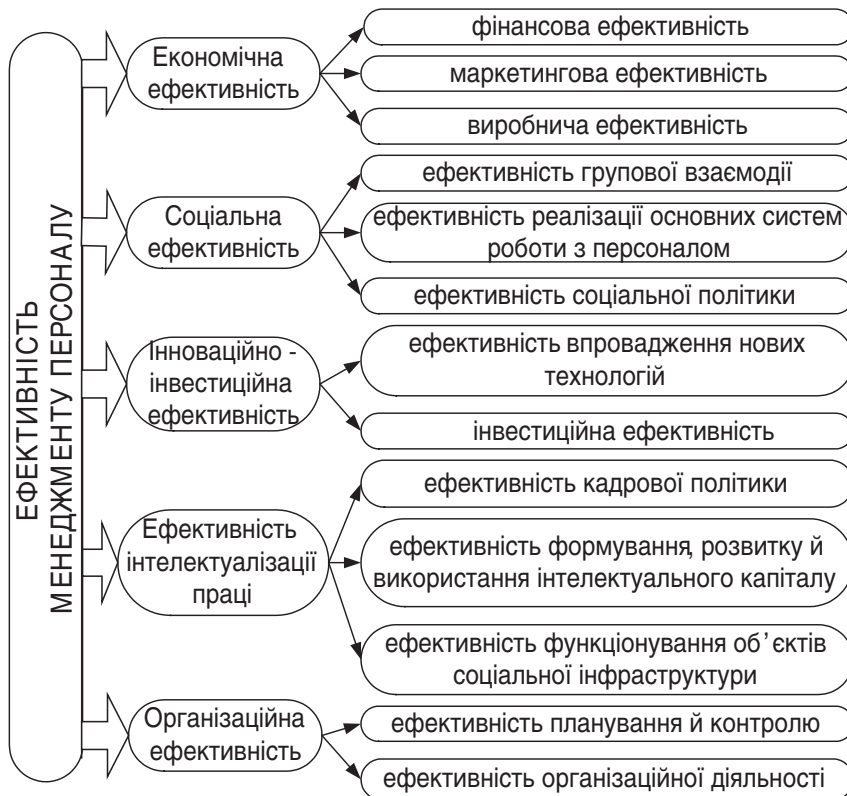 ЕФЕКТИВНІСТЬ
МЕНЕДЖМЕНТУ ПЕРСОНАЛУ
Економічна
ефективність
фінансова ефективність
маркетингова ефективність
виробнича ефективність
Соціальна
ефективність
ефективність групової взаємодії
ефективність реалізації основних систем
роботи з персоналом
ефективність соціальної політики
Інноваційно -
інвестиційна
ефективність
ефективність впровадження нових
технологій
інвестиційна ефективність
Ефективність
інтелектуалізації
праці
ефективність кадрової політики
ефективність формування, розвитку й
використання інтелектуального капіталу
ефективність функціонування об’єктів
соціальної інфраструктури
Організаційна
ефективність
ефективність планування й контролю
ефективність організаційної діяльності